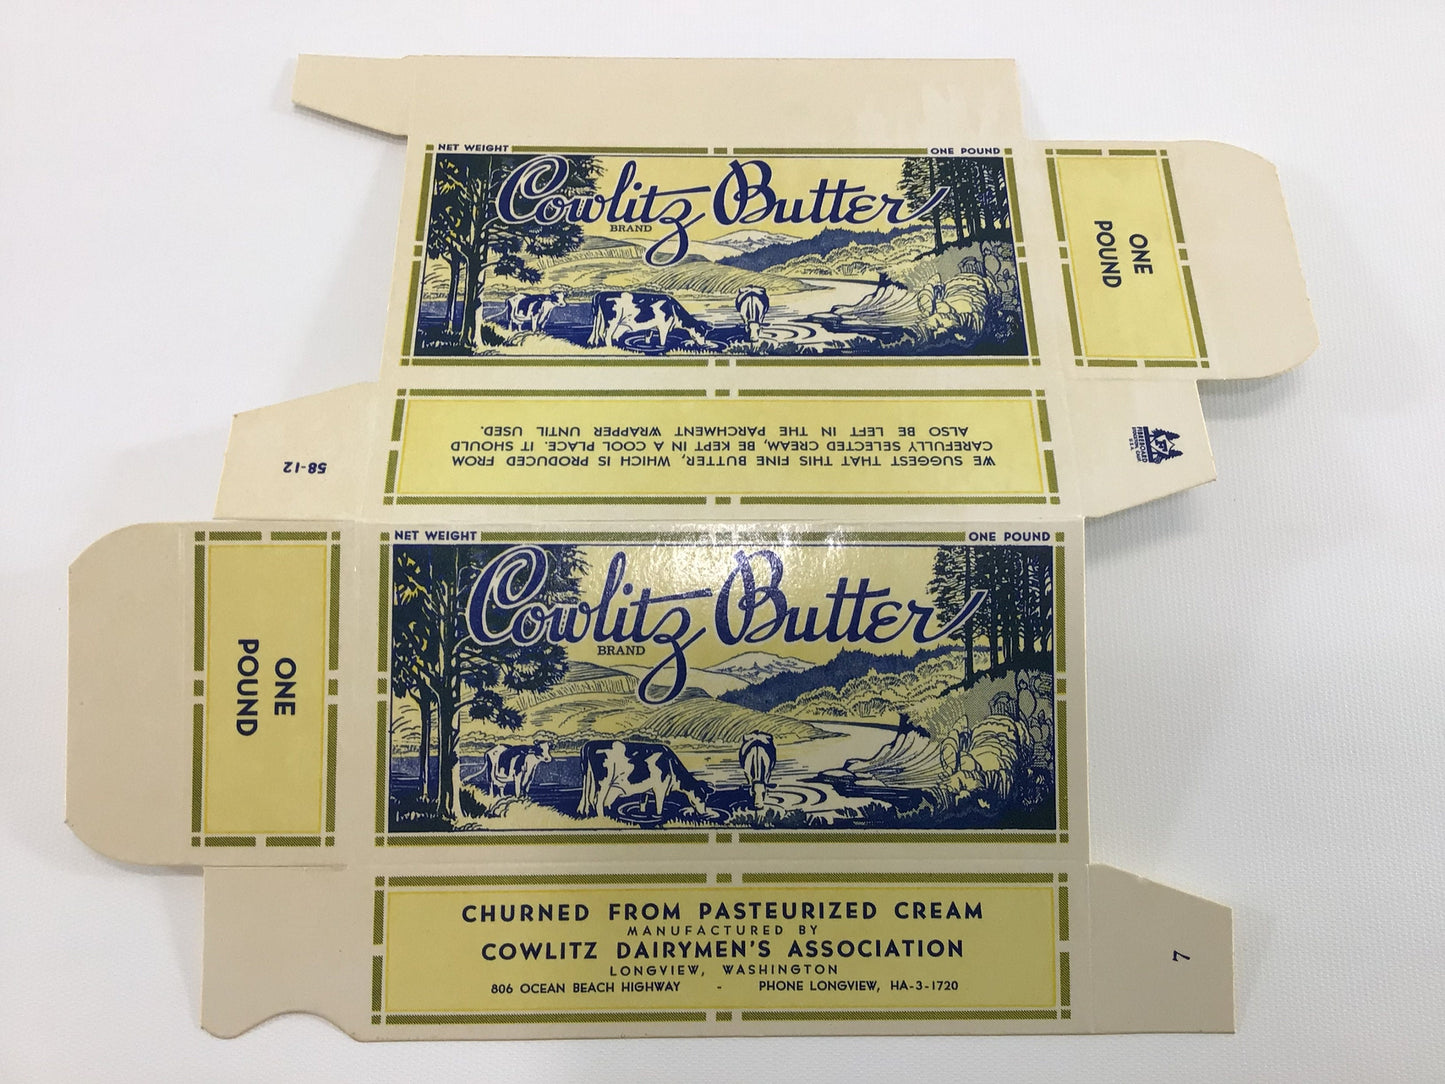 NET WEIGHT
ONE POUND
Cowlitz Butter
BRAND
ONE
POUND
WE SUGGEST THAT THIS FINE BUTTER, WHICH IS PRODUCED FROM
CAREFULLY SELECTED CREAM, BE KEPT IN A COOL PLACE. IT SHOULD
ALSO BE LEFT IN THE PARCHMENT WRAPPER UNTIL USED.
58-12
FIBREBOARD
NET WEIGHT
ONE POUND
Cowlitz Butter
BRAND
ONE
POUND
CHURNED FROM PASTEURIZED CREAM
MANUFACTURED BY
COWLITZ DAIRYMEN'S ASSOCIATION
LONGVIEW, WASHINGTON
806 OCEAN BEACH HIGHWAY - PHONE LONGVIEW, HA-3-1720
7